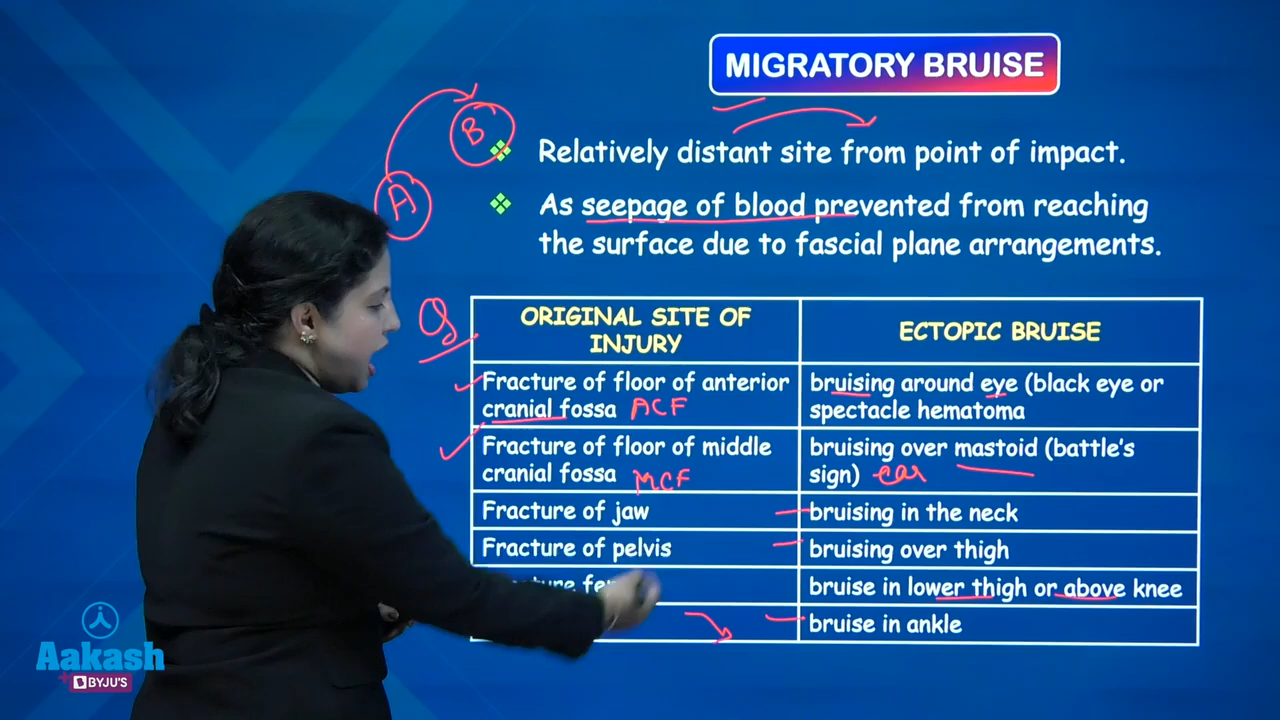 MIGRATORY BRUISE
Relatively distant site from point of impact.
As seepage of blood prevented from reaching
the surface due to fascial plane arrangements.
A
B
Q
ORIGINAL SITE OF
INJURY
ECTOPIC BRUISE
Fracture of floor of anterior
cranial fossa ACF
bruising around eye (black eye or
spectacle hematoma
Fracture of floor of middle
cranial fossa MCF
bruising over mastoid (battle's
sign) ear
Fracture of jaw
bruising in the neck
Fracture of pelvis
bruising over thigh
bruise in lower thigh or above knee
bruise in ankle
Aakash
BYJU'S